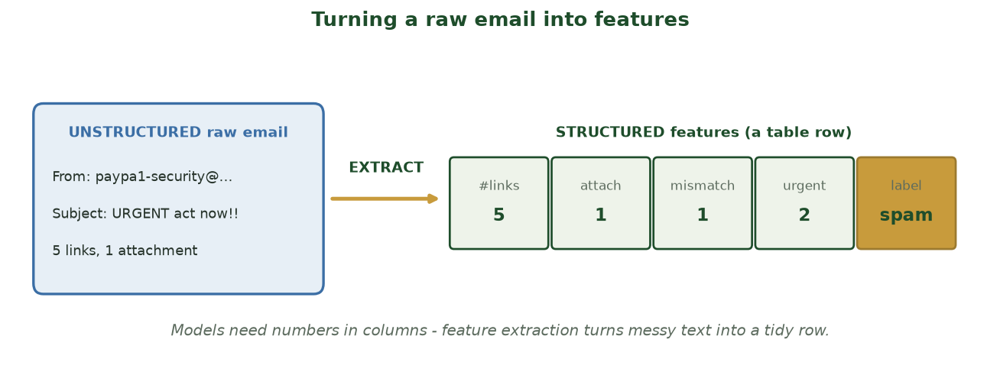 Turning a raw email into features
UNSTRUCTURED raw email
From: paypa1-security@...
Subject: URGENT act now!!
5 links, 1 attachment
EXTRACT
STRUCTURED features (a table row)
#links attach mismatch urgent label
5 1 1 2 spam
Models need numbers in columns - feature extraction turns messy text into a tidy row.